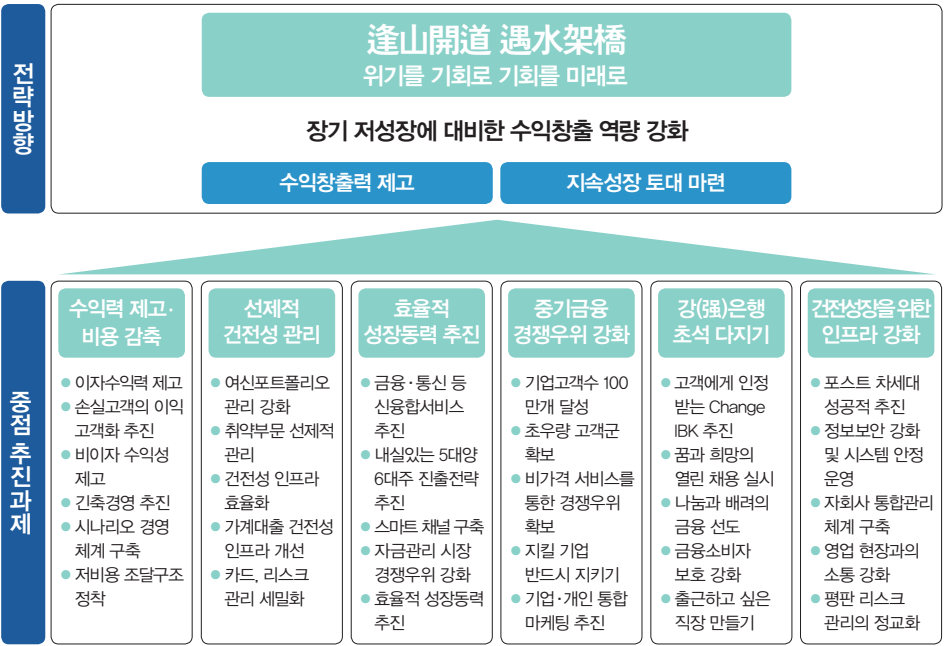 전략방향
逢山開道 遇水架橋
위기를 기회로 기회를 미래로
장기 저성장에 대비한 수익창출 역량 강화
수익창출력 제고
지속성장 토대 마련
중점 추진과제
수익력 제고·
비용 감축
● 이자수익력 제고
● 손실고객의 이익
고객화 추진
● 비이자 수익성
제고
● 긴축경영 추진
● 시나리오 경영
체계 구축
● 저비용 조달구조
정착
선제적
건전성 관리
● 여신포트폴리오
관리 강화
● 취약부문 선제적
관리
● 건전성 인프라
효율화
● 가계대출 건전성
인프라 개선
● 카드, 리스크
관리 세밀화
효율적
성장동력 추진
● 금융·통신 등
신융합서비스
추진
● 내실있는 5대양
6대주 진출전략
추진
● 스마트 채널 구축
● 자금관리 시장
경쟁우위 강화
● 효율적 성장동력
추진
중기금융
경쟁우위 강화
● 기업고객수 100
만개 달성
● 초우량 고객군
확보
● 비가격 서비스를
통한 경쟁우위
확보
● 지킬 기업
반드시 지키기
● 기업·개인 통합
마케팅 추진
강(强)은행
초석 다지기
● 고객에게 인정
받는 Change
IBK 추진
● 꿈과 희망의
열린 채용 실시
● 나눔과 배려의
금융 선도
● 금융소비자
보호 강화
● 출근하고 싶은
직장 만들기
건전성장을 위한
인프라 강화
● 포스트 차세대
성공적 추진
● 정보보안 강화
및 시스템 안정
운영
● 자회사 통합관리
체계 구축
● 영업 현장과의
소통 강화
● 평판 리스크
관리의 정교화